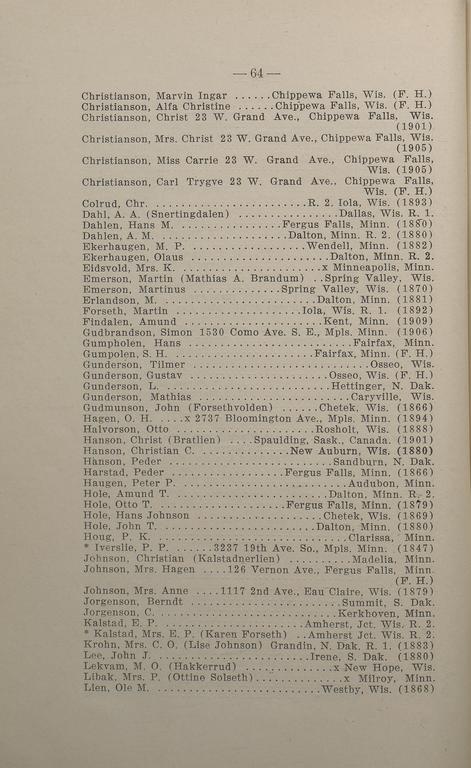 — 64 —
Christianson, Marvin Ingar ......Chippewa Falls, Wis. (F. H.)
Christianson, Alfa Christine ......Chippewa Falls, Wis. (F. H.)
Christianson, Christ 23 W. Grand Ave., Chippewa Falls, Wis.
(1901)
Christianson, Mrs. Christ 23 W. Grand Ave., Chippewa Falls, Wis.
(1905)
Christianson, Miss Carrie 23 W. Grand Ave., Chippewa Falls,
Wis. (1905)
Christianson, Carl Trygve 23 W. Grand Ave., Chippewa Falls,
Wis. (F. H.)
Colrud, Chr. ........................R. 2. Iola, Wis. (1893)
Dahl, A. A. (Snertingdalen) ................Dallas, Wis. R. 1.
Dahlen, Hans M. ................Fergus Falls, Minn. (1880)
Dahlen, A. M. ......................Dalton, Minn. R. 2. (1880)
Ekerhaugen, M. P. ..................Wendell, Minn. (1882)
Ekerhaugen, Olaus ......................Dalton, Minn. R. 2.
Eidsvold, Mrs. K. .......................x Minneapolis, Minn.
Emerson, Martin (Mathias A. Brandum) ..Spring Valley, Wis.
Emerson, Martinus ..............Spring Valley, Wis. (1870)
Erlandson, M. ........................Dalton, Minn. (1881)
Forseth, Martin ....................Iola, Wis. R. 1. (1892)
Findalen, Amund .......................Kent, Minn. (1909)
Gudbrandson, Simon 1530 Como Ave. S. E., Mpls. Minn. (1906)
Gumpholen, Hans ...........................Fairfax, Minn.
Gumpolen, S. H. .......................Fairfax, Minn. (F. H.)
Gunderson, Tilmer ............................Osseo, Wis.
Gunderson, Gustav ......................Osseo, Wis. (F. H.)
Gunderson, L. ...........................Hettinger, N. Dak.
Gunderson, Mathias .........................Caryville, Wi.
Gudmunson, John (Forsethvolden) ......Chetek, Wis. (1866)
Hagen, O. H. .....x 2737 Bloomington Ave., Mpls. Minn. (1894)
Halvorson, Otto ......................Rosholt, Wis. (1888)
Hanson, Christ (Bratlien) ....Spaulding, Sask., Canada. (1901)
Hanson, Christian C. ...............New Auburn, Wis. (1880)
Hanson, Peder ..........................Sandburn, N. Dak.
Harstad, Peder ...................Fergus Falls, Minn. (1866)
Haugen, Peter P. ...........................Audubon, Minn.
Hole, Amund T. ........................Dalton, Minn. R. 2.
Hole, Otto T. .....................Fergus Falls, Minn. (1879)
Hole, Hans Johnson ....................Chetek, Wis. (1869)
Hole, John T. .........................Dalton, Minn. (1880)
Houg, P. K. ...............................Clarissa, Minn.
* Iverslie, P. P. ......3237 19th Ave. So., Mpls. Minn. (1847)
Johnson, Christian (Kalstadnerlien) ..........Madelia, Minn.
Johnson, Mrs. Hagen ....126 Vernon Ave., Fergus Falls, Minn.
(F. H.)
Johnson, Mrs. Anne ....1117 2nd Ave., Eau Claire, Wis. (1879)
Jorgenson, Berndt ........................Summit, S. Dak.
Jorgenson, C. ............................Kerkhoven, Minn.
Kalstad, E. P. .......................Amherst, Jct. Wis. R. 2.
* Kalstad, Mrs. E. P. (Karen Forseth) ..Amherst Jct. Wis. R. 2.
Krohn, Mrs. C. O. (Lise Johnson) Grandin, N. Dak. R. 1. (1883)
Lee, John J. .........................Irene, S. Dak. (1880)
Lekvam, M. O. (Hakkerrud) ..............x New Hope, Wis.
Libak, Mrs. P. (Ottine Solseth)..............x Milroy, Minn.
Lien, Ole M. ..........................Westby, Wis. (1868)